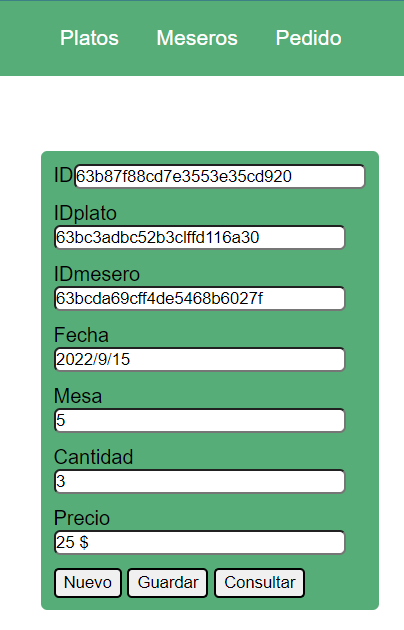 Platos Meseros Pedido
ID 63b87f88cd7e3553e35cd920
IDplato
63bc3adbc52b3clffd116a30
IDmesero
63bcda69cff4de5468b6027f
Fecha
2022/9/15
Mesa
5
Cantidad
3
Precio
25 $
Nuevo Guardar Consultar